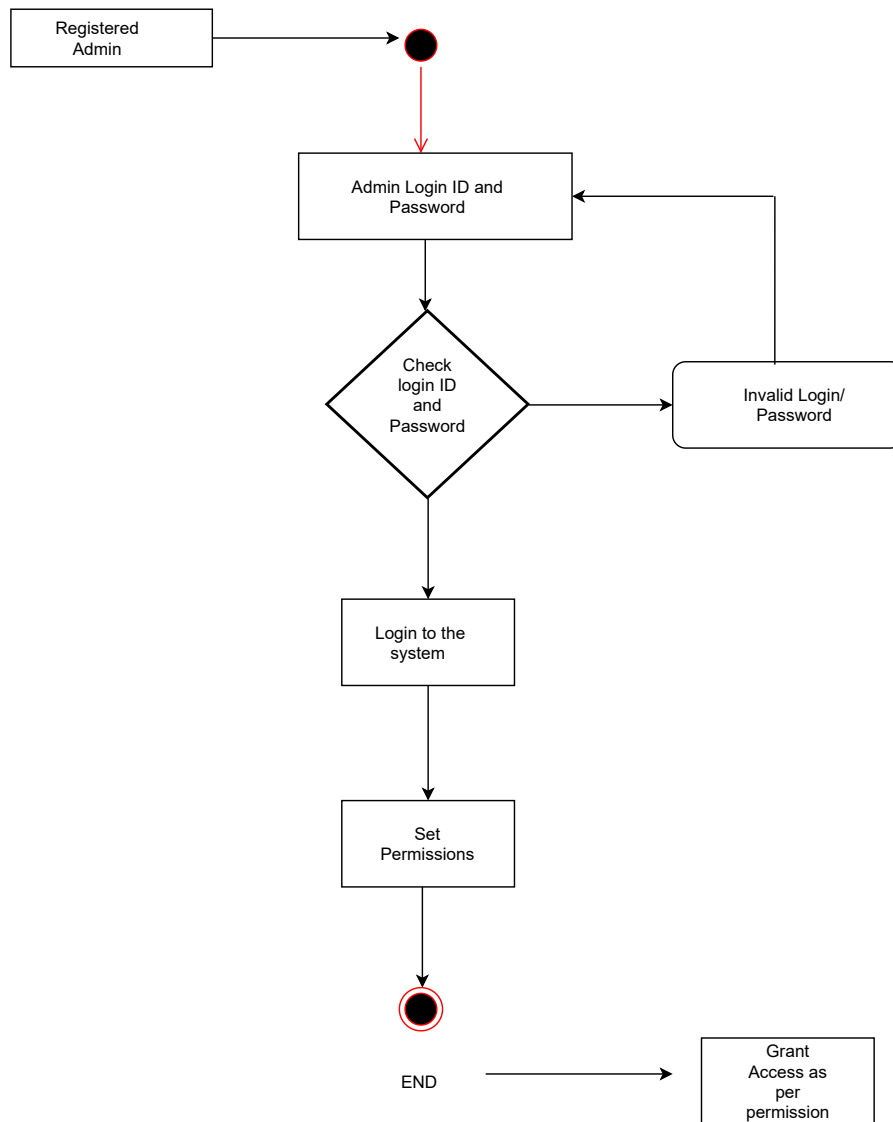 Registered
Admin
Admin Login ID and
Password
Check
login ID
and
Password
Invalid Login/
Password
Login to the
system
Set
Permissions
END
Grant
Access as
per
permission